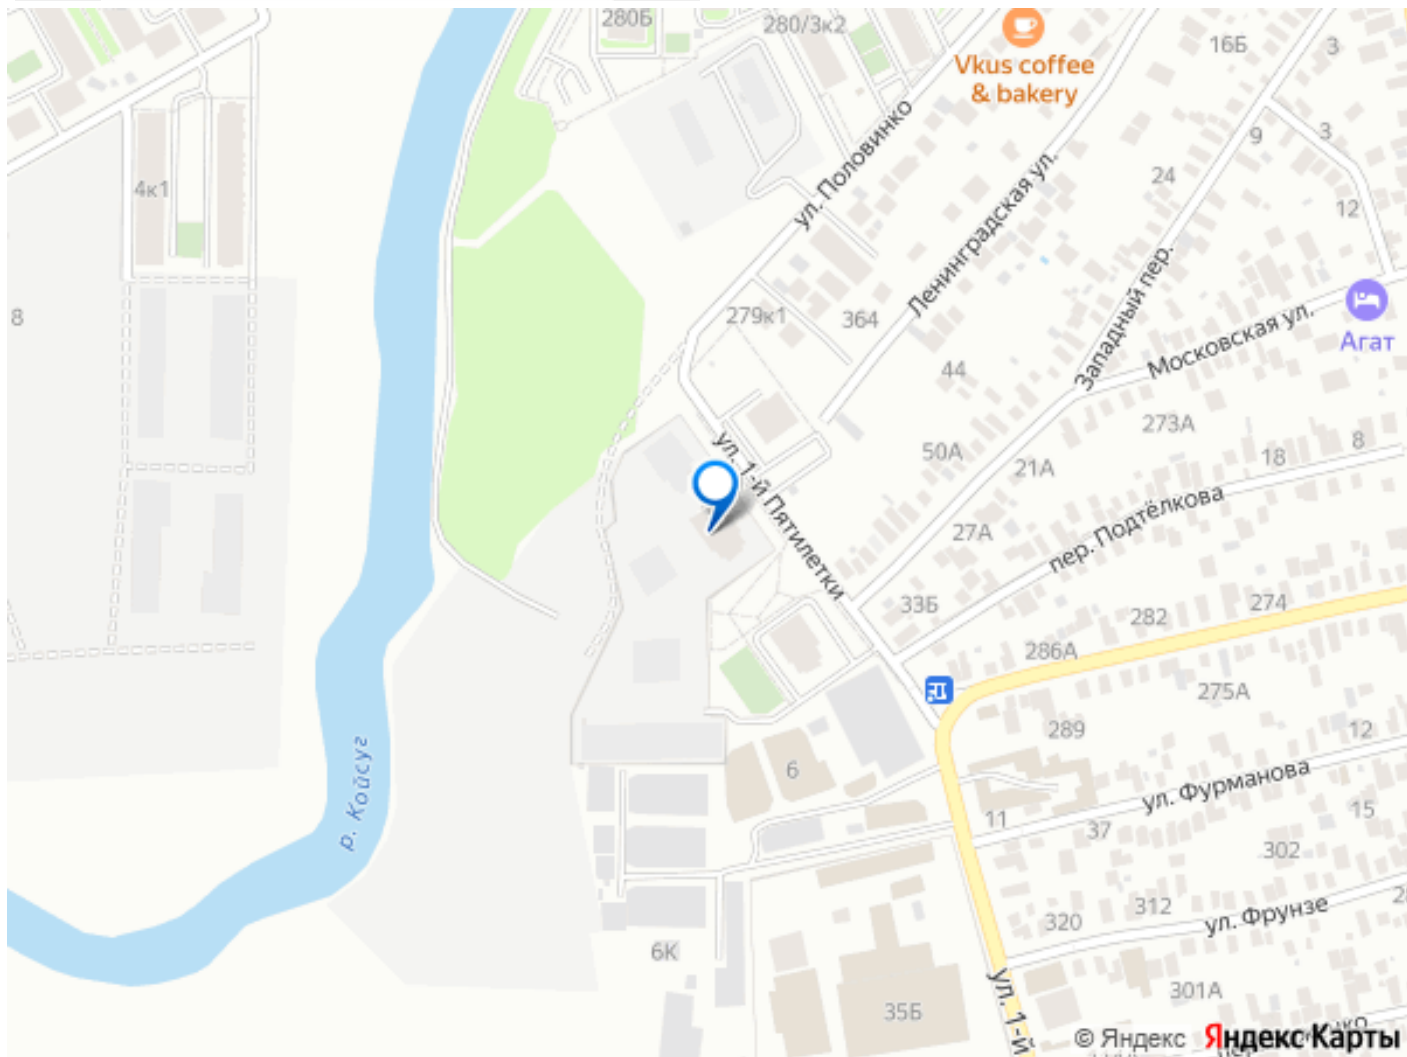 280Б
280/3к2
Vkus coffee
& bakery
16Б
3
9
3
ул. Половинко
24
4к1
12
Ленинградская ул.
Западный пер.
8
279к1
364
Московская ул.
Агат
44
273А
ул. 1-й Пятилетки
50А
21А
18
8
27А
пер. Подтёлкова
33Б
282
274
286А
275А
289
12
р. Койсуг
6
ул. Фурманова
11
37
15
302
320
312
ул. Фрунзе
6К
301А
35Б
ул. 1-й
© Яндекс Яндекс Карты